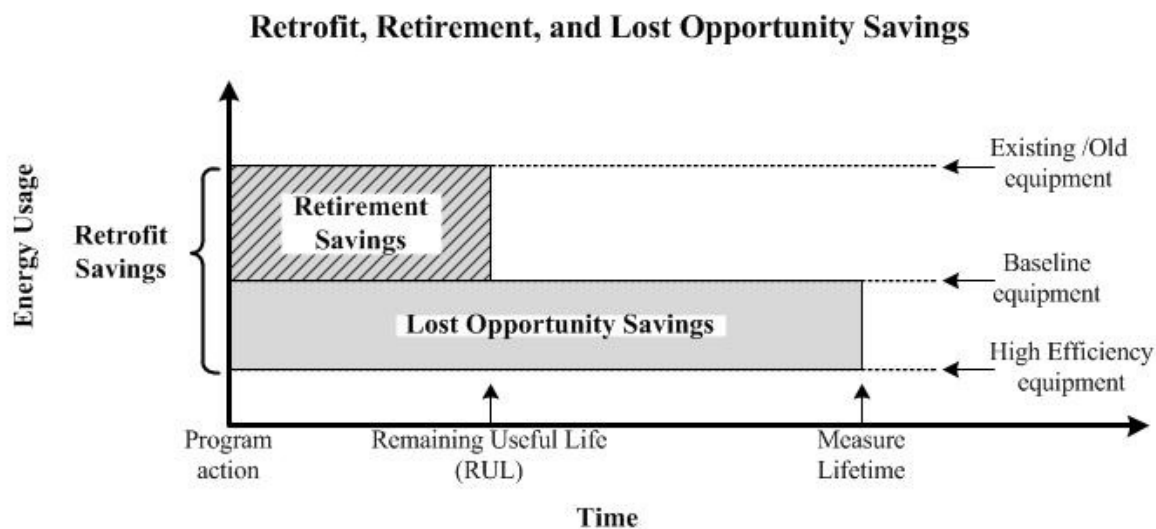 Retrofit, Retirement, and Lost Opportunity Savings
Energy Usage
Retrofit
Savings
Retirement
Savings
Lost Opportunity Savings
Existing /Old
equipment
Baseline
equipment
High Efficiency
equipment
Program
action
Remaining Useful Life
(RUL)
Measure
Lifetime
Time